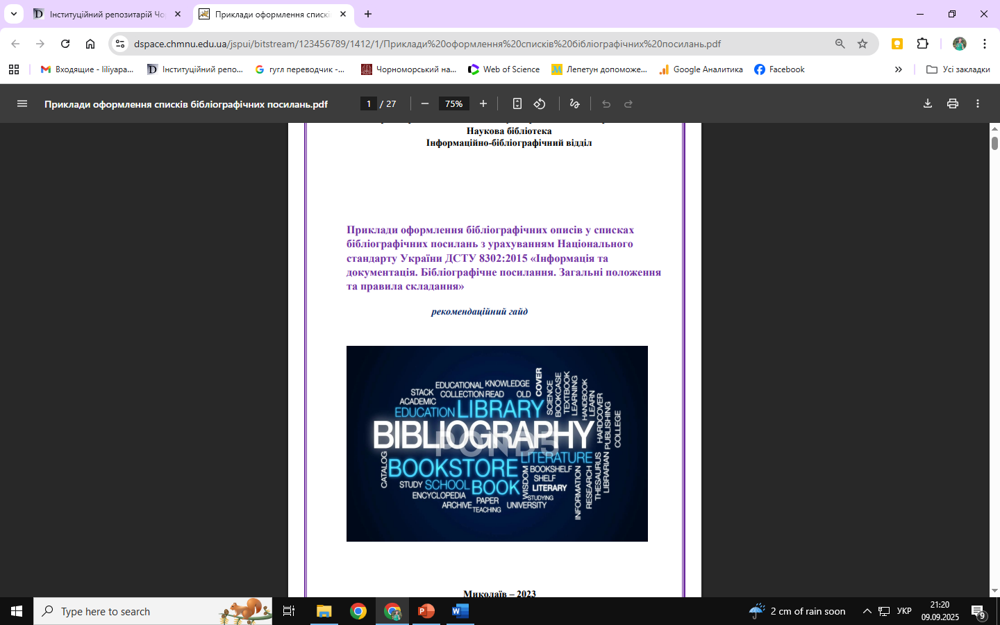 Інституційний репозитарій Чо
Приклади оформлення списків
dspace.chmnu.edu.ua/jspui/bitstream/123456789/1412/1/Приклади%20оформлення%20списків%20бібліографічних%20посилань.pdf
Входящие - liliyapa...
Інституційний репо...
гугл переводчик -...
Чорноморський на...
Web of Science
Лепетун допоможе...
Google Аналитика
Facebook
»
Усі закладки
Приклади оформлення списків бібліографічних посилань.pdf
1 / 27
75%
Наукова бібліотека
Інформаційно-бібліографічний відділ
Приклади оформлення бібліографічних описів у списках
бібліографічних посилань з урахуванням Національного
стандарту України ДСТУ 8302:2015 «Інформація та
документація. Бібліографічне посилання. Загальні положення
та правила складання»
рекомендаційний гайд
EDUCATIONAL KNOWLEDGE
STACK
COLLECTION READ OLD
COVER
ACADEMIC
EDUCATION LIBRARY
SCIENCE
BOOKCASE
TEXTBOOK
LEARNING
HANDBOOK
LEARN
HARDCOVER
PUBLISHING
COLLEGE
BIBLIOGRAPHY
POND5
LITERATURE
CATALOG
BOOKSTORE
BOOKSHELF
SHELF
STUDY SCHOOL BOOK
WISDOM
LITERARY
STUDYING
ENCYCLOPEDIA
PAPER
ARCHIVE
TEACHING
UNIVERSITY
INFORMATION
RESEARCH
THESAURUS
LIBRARIAN
Миколаїв – 2023
Type here to search
2 cm of rain soon
УКР
21:20
09.09.2025
9